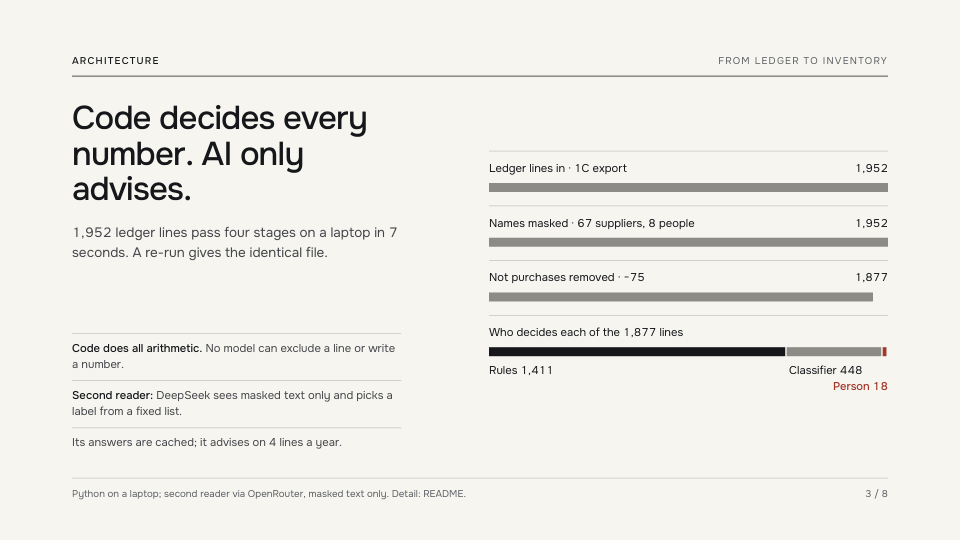 ARCHITECTURE
FROM LEDGER TO INVENTORY
Code decides every
number. AI only
advises.
1,952 ledger lines pass four stages on a laptop in 7
seconds. A re-run gives the identical file.
Code does all arithmetic. No model can exclude a line or write
a number.
Second reader: DeepSeek sees masked text only and picks a
label from a fixed list.
Its answers are cached; it advises on 4 lines a year.
Ledger lines in · 1C export 1,952
Names masked · 67 suppliers, 8 people 1,952
Not purchases removed · −75 1,877
Who decides each of the 1,877 lines
Rules 1,411 Classifier 448
Person 18
Python on a laptop; second reader via OpenRouter, masked text only. Detail: README.
3 / 8